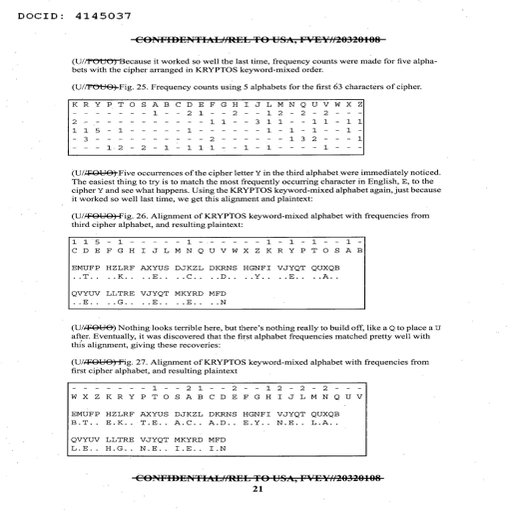 DOCID: 4145037
CONFIDENTIAL//REL TO USA, FVEY//20320108
(U//FOUO) Because it worked so well the last time, frequency counts were made for five alpha-
bets with the cipher arranged in KRYPTOS keyword-mixed order.
(U//FOUO) Fig. 25. Frequency counts using 5 alphabets for the first 63 characters of cipher.
K R Y P T O S A B C D E F G H I J L M N Q U V W X Z
- - - - - - 1 - - 2 1 - - 2 - - 1 2 - 2 - 2 - - -
2 - - - - - - - - - - - 1 1 - - 3 1 1 - - 1 1 - 1 1
1 1 5 - 1 - - - - - 1 - - - - - - 1 - 1 - 1 - - 1 -
- 3 - - - - - - - - - - 2 - - - - - - 1 3 2 - - - 1
- - - 1 2 - 2 - 1 - 1 1 1 - - 1 - 1 - - - - 1 - - -
(U//FOUO) Five occurrences of the cipher letter Y in the third alphabet were immediately noticed.
The easiest thing to try is to match the most frequently occurring character in English, E, to the
cipher Y and see what happens. Using the KRYPTOS keyword-mixed alphabet again, just because
it worked so well last time, we get this alignment and plaintext:
(U//FOUO) Fig. 26. Alignment of KRYPTOS keyword-mixed alphabet with frequencies from
third cipher alphabet, and resulting plaintext:
1 1 5 - 1 - - - - - 1 - - - - - - 1 - 1 - 1 - - 1 -
C D E F G H I J L M N Q U V W X Z K R Y P T O S A B
EMUFP HZLRF AXYUS DJKZL DKRNS HGNFI VJYQT QUXQB
..T.. ..K.. ..E.. ..C.. ..D.. ..Y.. ..E.. ..A..
QVYUV LLTRE VJYQT MKYRD MFD
..E.. ..G.. ..E.. ..E.. ..N
(U//FOUO) Nothing looks terrible here, but there's nothing really to build off, like a Q to place a U
after. Eventually, it was discovered that the first alphabet frequencies matched pretty well with
this alignment, giving these recoveries:
(U//FOUO) Fig. 27. Alignment of KRYPTOS keyword-mixed alphabet with frequencies from
first cipher alphabet, and resulting plaintext
- - - - - - - 1 - - 2 1 - - 2 - - 1 2 - 2 - 2 - - -
W X Z K R Y P T O S A B C D E F G H I J L M N Q U V
EMUFP HZLRF AXYUS DJKZL DKRNS HGNFI VJYQT QUXQB
B.T.. E.K.. T.E.. A.C.. A.D.. E.Y.. N.E.. L.A..
QVYUV LLTRE VJYQT MKYRD MFD
L.E.. H.G.. N.E.. I.E.. I.N
CONFIDENTIAL//REL TO USA, FVEY//20320108
21